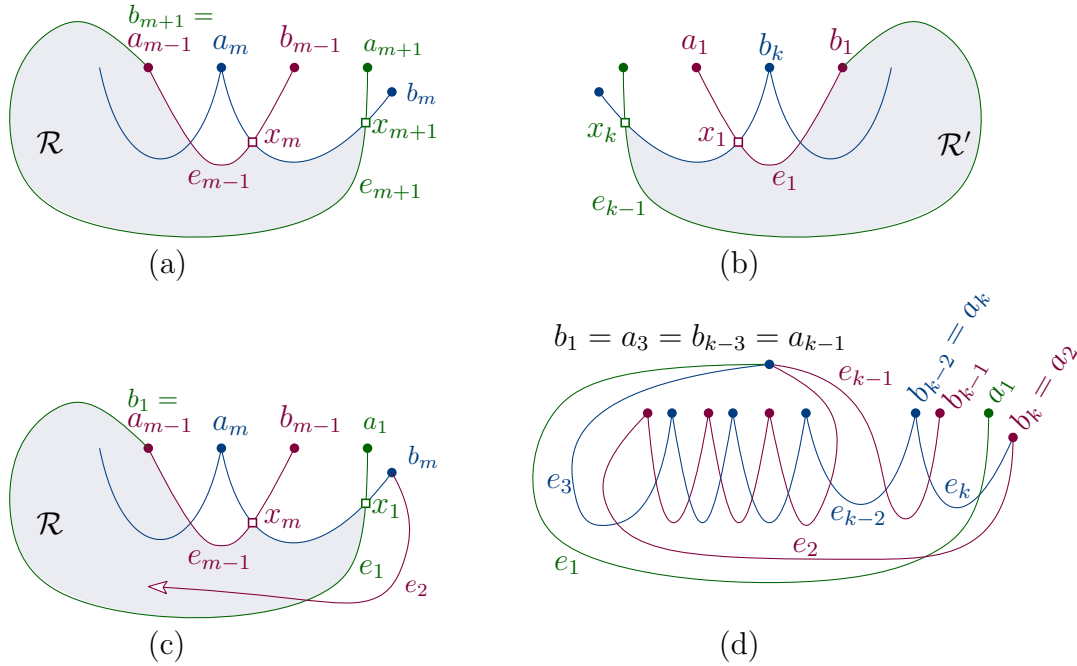 b_{m+1} =
a_{m−1} a_m b_{m−1} a_{m+1}
b_m
ℛ x_m x_{m+1}
e_{m−1} e_{m+1}
(a)
a_1 b_k b_1
x_k x_1 ℛ'
e_1
e_{k−1}
(b)
b_1 =
a_{m−1} a_m b_{m−1} a_1
b_m
ℛ x_m x_1
e_{m−1} e_1
e_2
(c)
b_1 = a_3 = b_{k−3} = a_{k−1}
e_{k−1} b_{k−2} = a_k b_{k−1} a_1 b_k = a_2
e_3 e_k
e_{k−2}
e_2
e_1
(d)